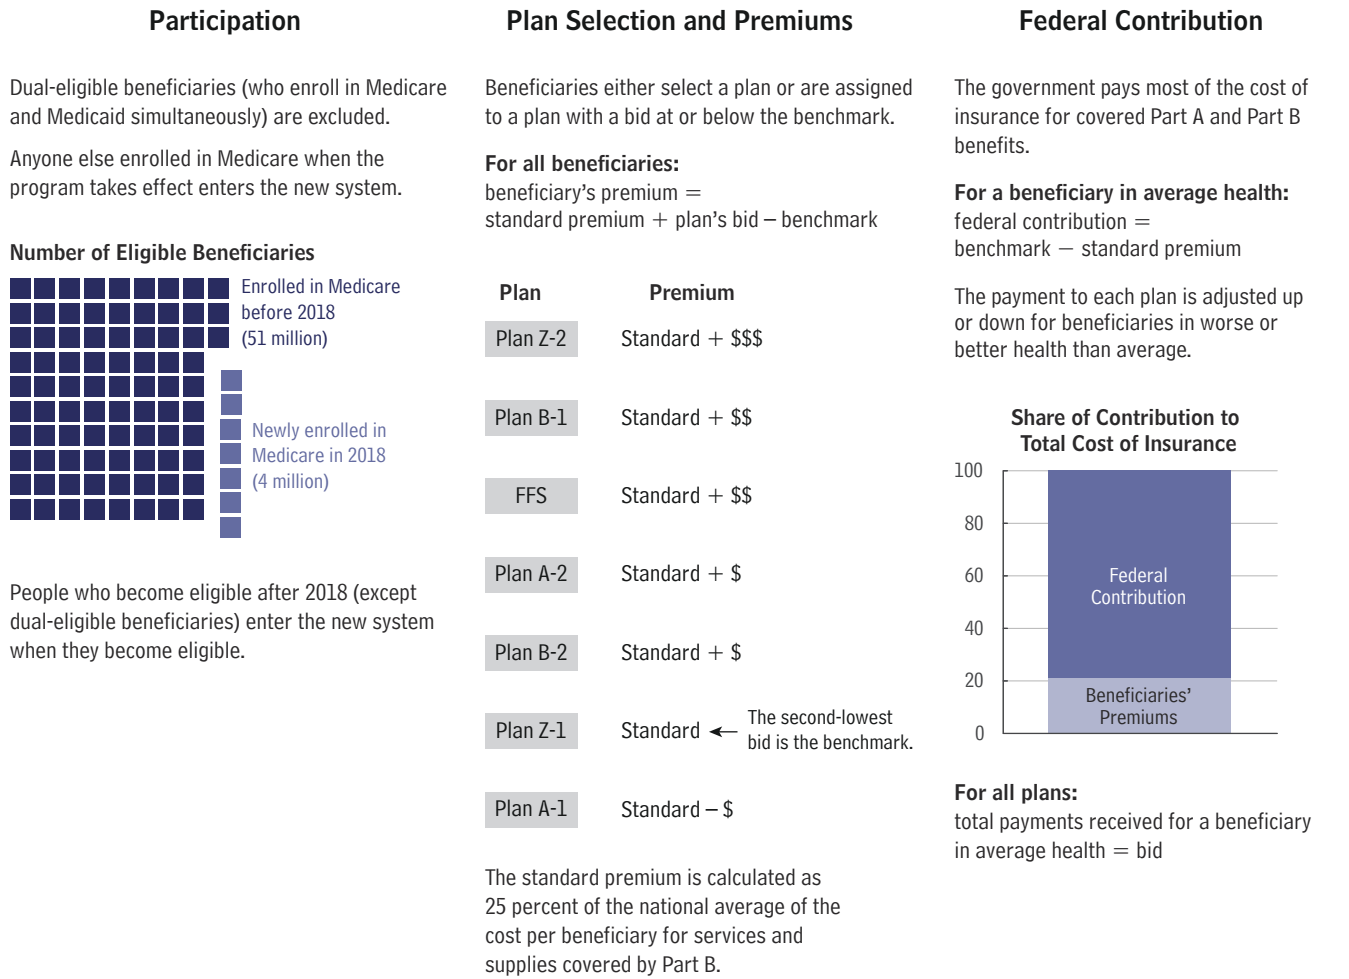 Participation
Dual-eligible beneficiaries (who enroll in Medicare
and Medicaid simultaneously) are excluded.
Anyone else enrolled in Medicare when the
program takes effect enters the new system.
Number of Eligible Beneficiaries
Enrolled in Medicare
before 2018
(51 million)
Newly enrolled in
Medicare in 2018
(4 million)
People who become eligible after 2018 (except
dual-eligible beneficiaries) enter the new system
when they become eligible.
Plan Selection and Premiums
Beneficiaries either select a plan or are assigned
to a plan with a bid at or below the benchmark.
For all beneficiaries:
beneficiary's premium =
standard premium + plan's bid – benchmark
Plan Premium
Plan Z-2 Standard + $$$
Plan B-1 Standard + $$
FFS Standard + $$
Plan A-2 Standard + $
Plan B-2 Standard + $
Plan Z-1 Standard
The second-lowest
bid is the benchmark.
Plan A-1 Standard – $
The standard premium is calculated as
25 percent of the national average of the
cost per beneficiary for services and
supplies covered by Part B.
Federal Contribution
The government pays most of the cost of
insurance for covered Part A and Part B
benefits.
For a beneficiary in average health:
federal contribution =
benchmark − standard premium
The payment to each plan is adjusted up
or down for beneficiaries in worse or
better health than average.
Share of Contribution to
Total Cost of Insurance
100
80
60
40
20
0
Federal
Contribution
Beneficiaries'
Premiums
For all plans:
total payments received for a beneficiary
in average health = bid